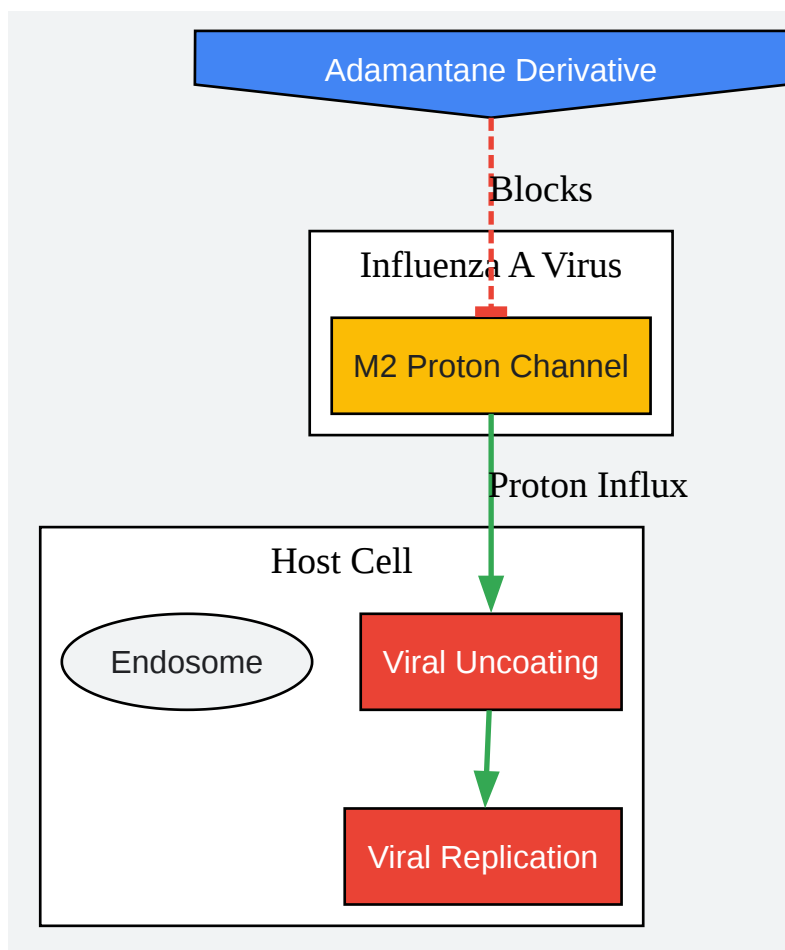 Adamantane Derivative
Blocks
Influenza A Virus
M2 Proton Channel
Proton Influx
Host Cell
Endosome
Viral Uncoating
Viral Replication